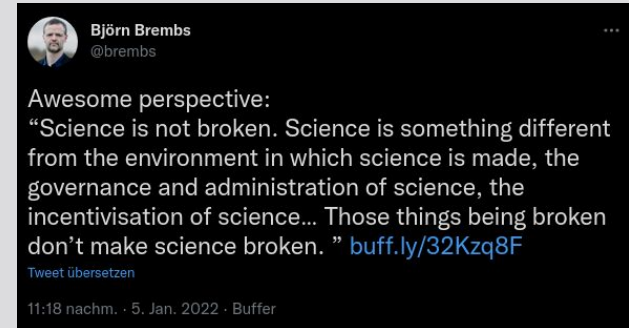 Björn Brembs
@brembs
Awesome perspective:
“Science is not broken. Science is something different
from the environment in which science is made, the
governance and administration of science, the
incentivisation of science… Those things being broken
don’t make science broken. ” buff.ly/32Kzq8F
Tweet übersetzen
11:18 nachm. · 5. Jan. 2022 · Buffer